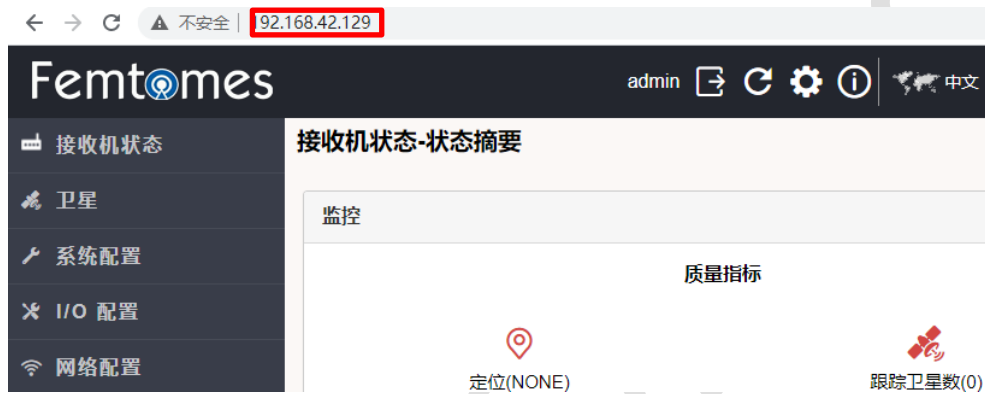 不安全 192.168.42.129
Femtomes
admin 中文
接收机状态
接收机状态-状态摘要
卫星
监控
系统配置
质量指标
I/O 配置
网络配置
定位(NONE)
跟踪卫星数(0)